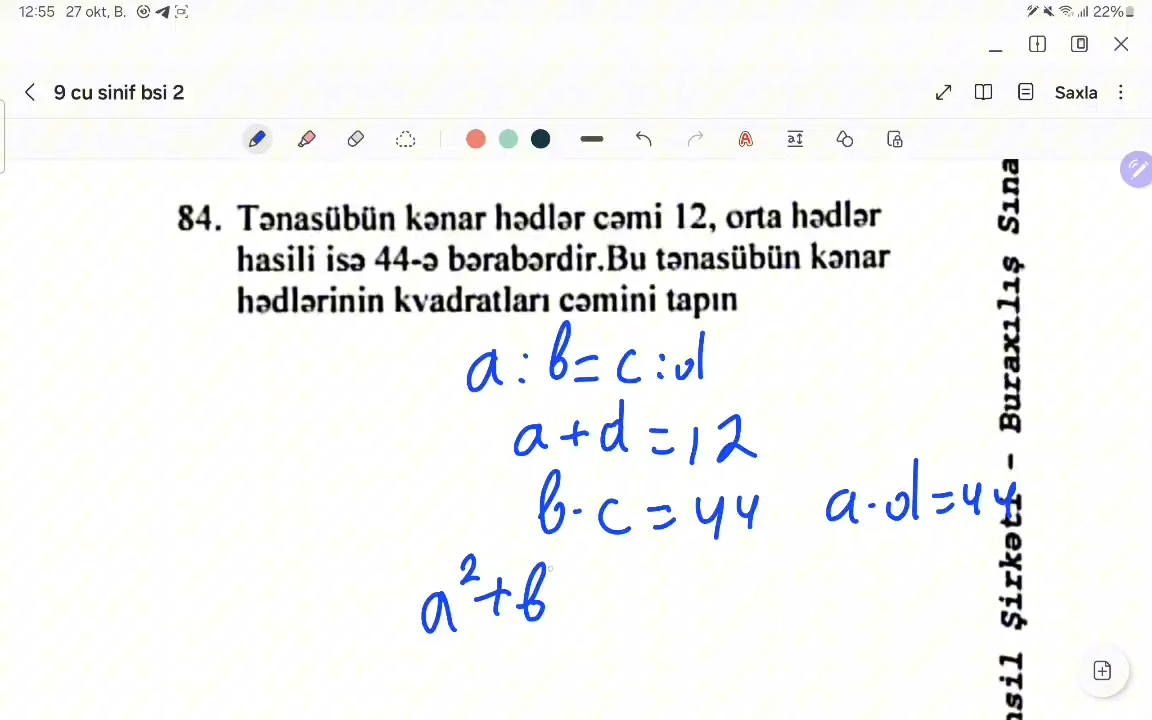 12:55 27 okt, B. 22%
9 cu sinif bsi 2 Saxla
84. Tənasübün kənar hədlər cəmi 12, orta hədlər
hasili isə 44-ə bərabərdir.Bu tənasübün kənar
hədlərinin kvadratları cəmini tapın
a : b = c : d
a + d = 12
b · c = 44 a · d = 44
a² + b
Şirkəti - Buraxılış Sına